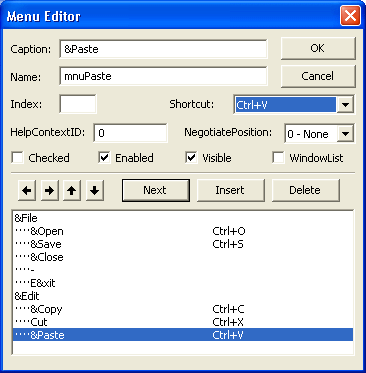 Menu Editor
Caption: &Paste OK
Name: mnuPaste Cancel
Index: Shortcut: Ctrl+V
HelpContextID: 0 NegotiatePosition: 0 - None
Checked Enabled Visible WindowList
Next Insert Delete
&File
····&Open Ctrl+O
····&Save Ctrl+S
····&Close
····-
····E&xit
&Edit
····&Copy Ctrl+C
····Cut Ctrl+X
····&Paste Ctrl+V